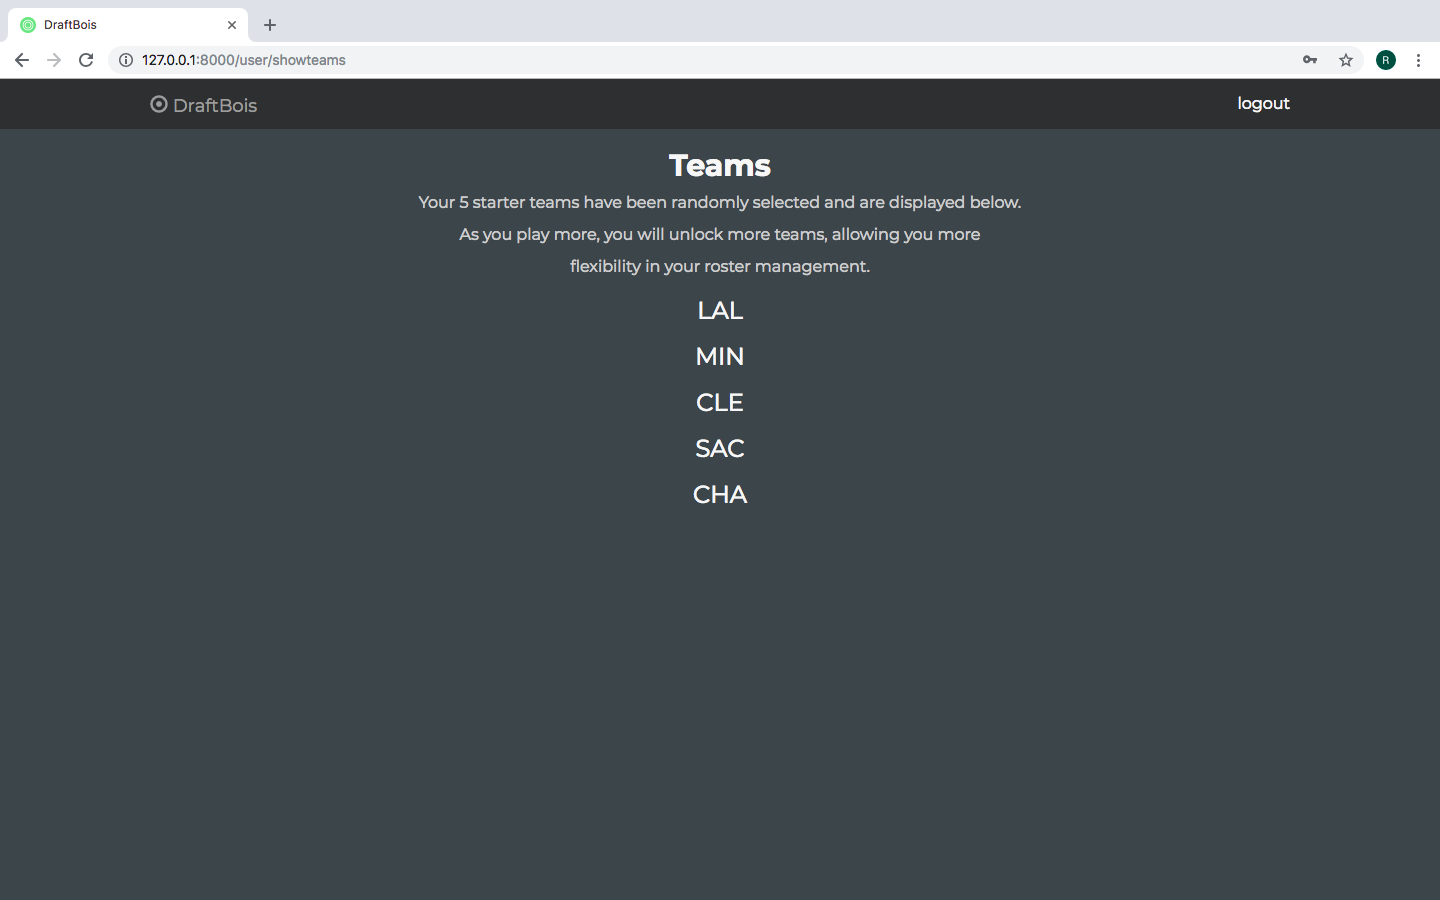 DraftBois
127.0.0.1:8000/user/showteams
R
DraftBois
logout
Teams
Your 5 starter teams have been randomly selected and are displayed below.
As you play more, you will unlock more teams, allowing you more
flexibility in your roster management.
LAL
MIN
CLE
SAC
CHA